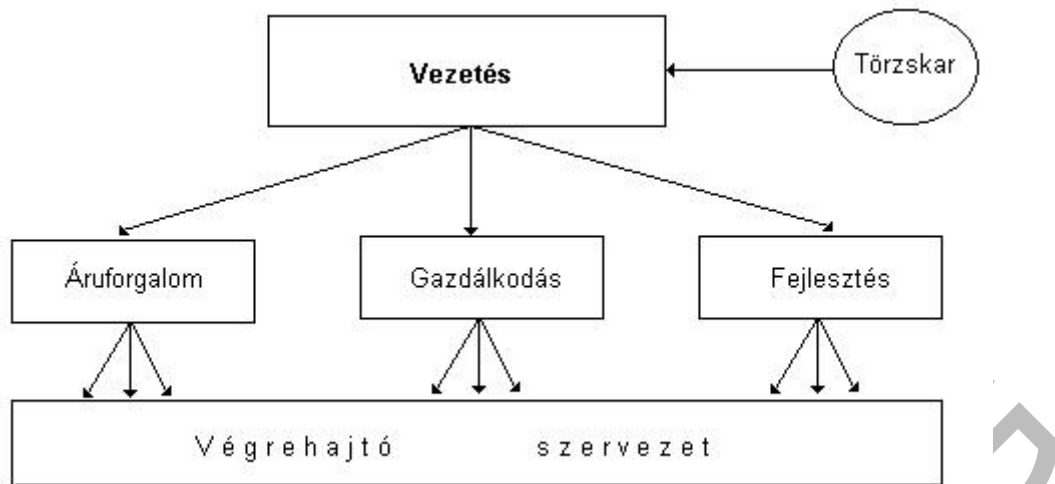 Vezetés
Törzskar
Áruforgalom
Gazdálkodás
Fejlesztés
Végrehajtó szervezet